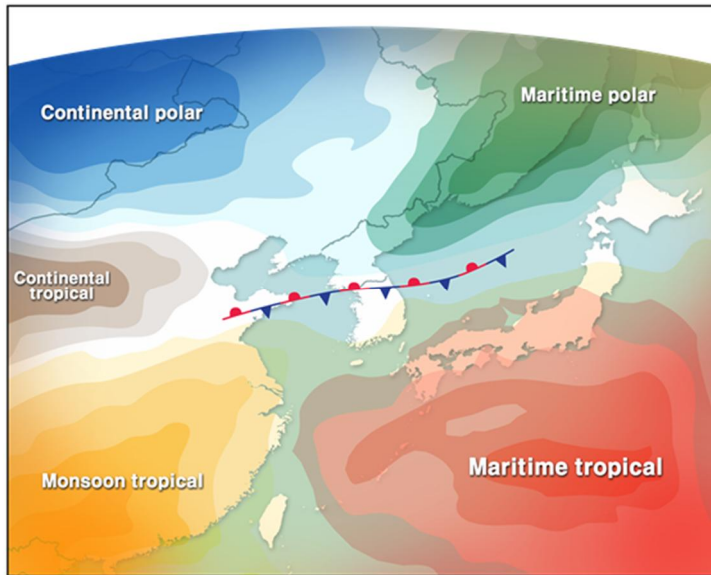 Continental polar
Maritime polar
Continental
tropical
Monsoon tropical
Maritime tropical